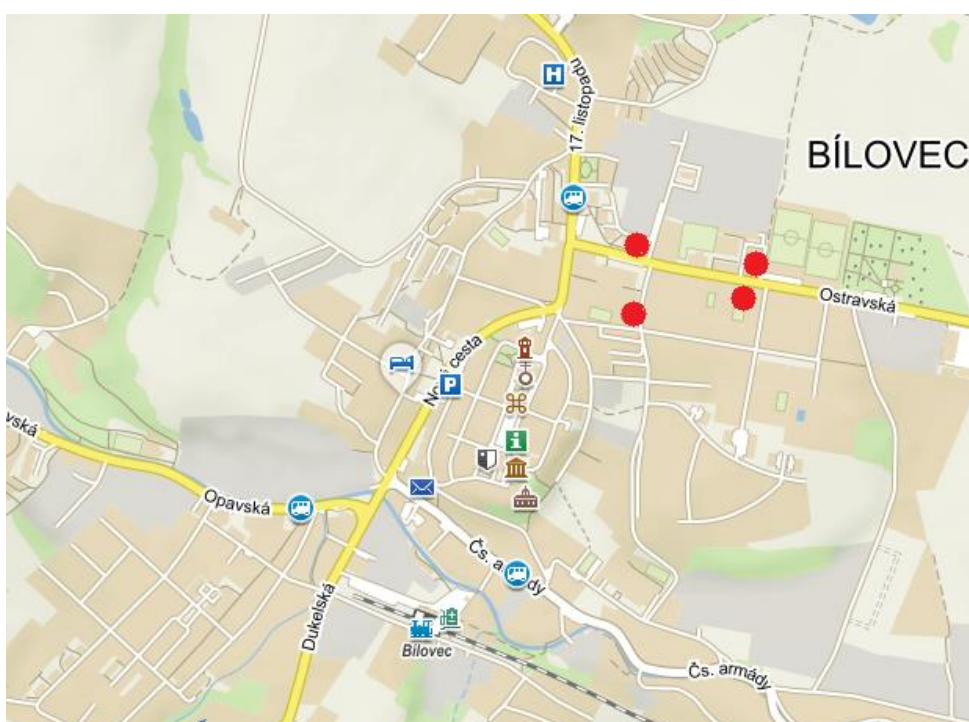 H
17. listopadu
BÍLOVEC
Ostravská
Nová cesta
P
i
vská
Opavská
Čs. armády
Dukelská
Bílovec
Čs. armády